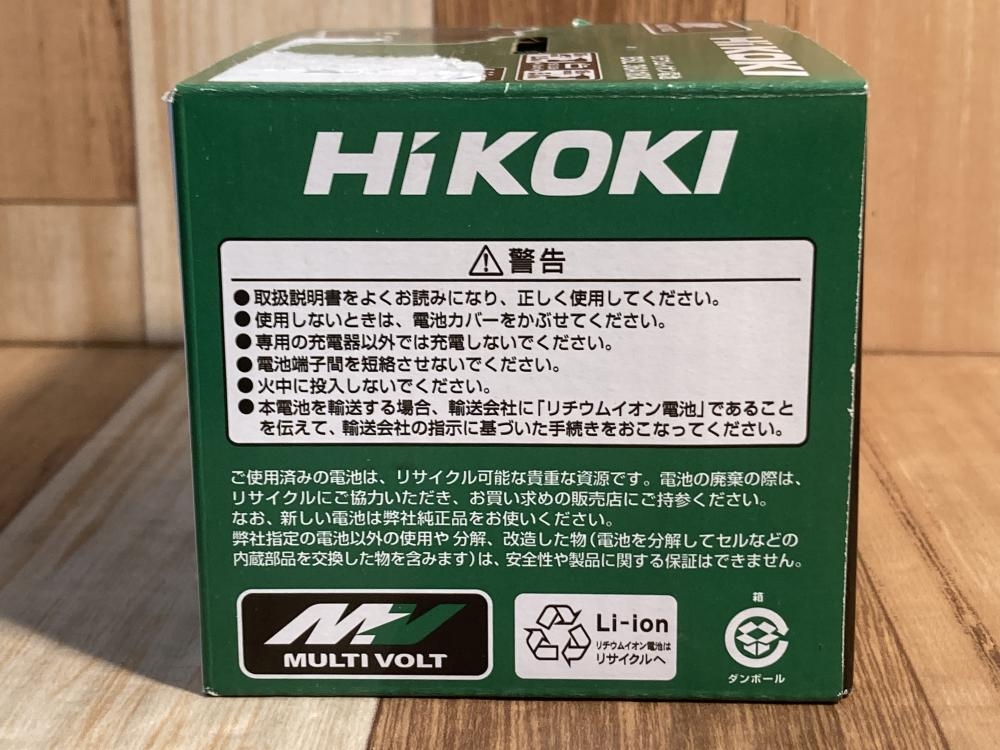 HiKOKI
HiKOKI
警告
●取扱説明書をよくお読みになり、正しく使用してください。
●使用しないときは、電池カバーをかぶせてください。
●専用の充電器以外では充電しないでください。
●電池端子間を短絡させないでください。
●火中に投入しないでください。
●本電池を輸送する場合、輸送会社に「リチウムイオン電池」であること
を伝えて、輸送会社の指示に基づいた手続きをおこなってください。
ご使用済みの電池は、リサイクル可能な貴重な資源です。電池の廃棄の際は、
リサイクルにご協力いただき、お買い求めの販売店にご持参ください。
なお、新しい電池は弊社純正品をお使いください。
弊社指定の電池以外の使用や分解、改造した物(電池を分解してセルなどの
内蔵部品を交換した物を含みます)は、安全性や製品に関する保証はできません。
MV
MULTI VOLT
Li-ion
リチウムイオン電池は
リサイクルへ
箱
ダンボール